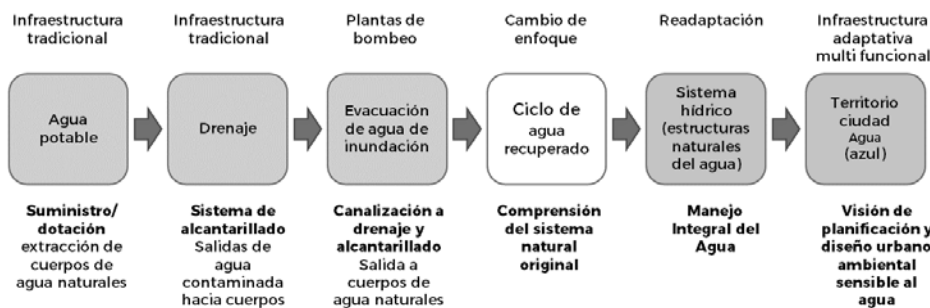 Infraestructura
tradicional
Infraestructura
tradicional
Plantas de
bombeo
Cambio
de enfoque
Readaptación
Infraestructura
adaptativa
multi funcional
Agua
potable
Drenaje
Evacuación
de agua de
inundación
Ciclo de
agua
recuperado
Sistema
hídrico
(estructuras
naturales
del agua)
Territorio
ciudad
Agua
(azul)
Suministro/
dotación
extracción de
cuerpos de
agua naturales
Sistema de
alcantarillado
Salidas de
agua
contaminada
hacia cuerpos
Canalización a
drenaje y
alcantarillado
Salida a
cuerpos de
agua naturales
Comprensión
del sistema
natural
original
Manejo
Integral del
Agua
Visión de
planificación y
diseño urbano
ambiental
sensible al
agua